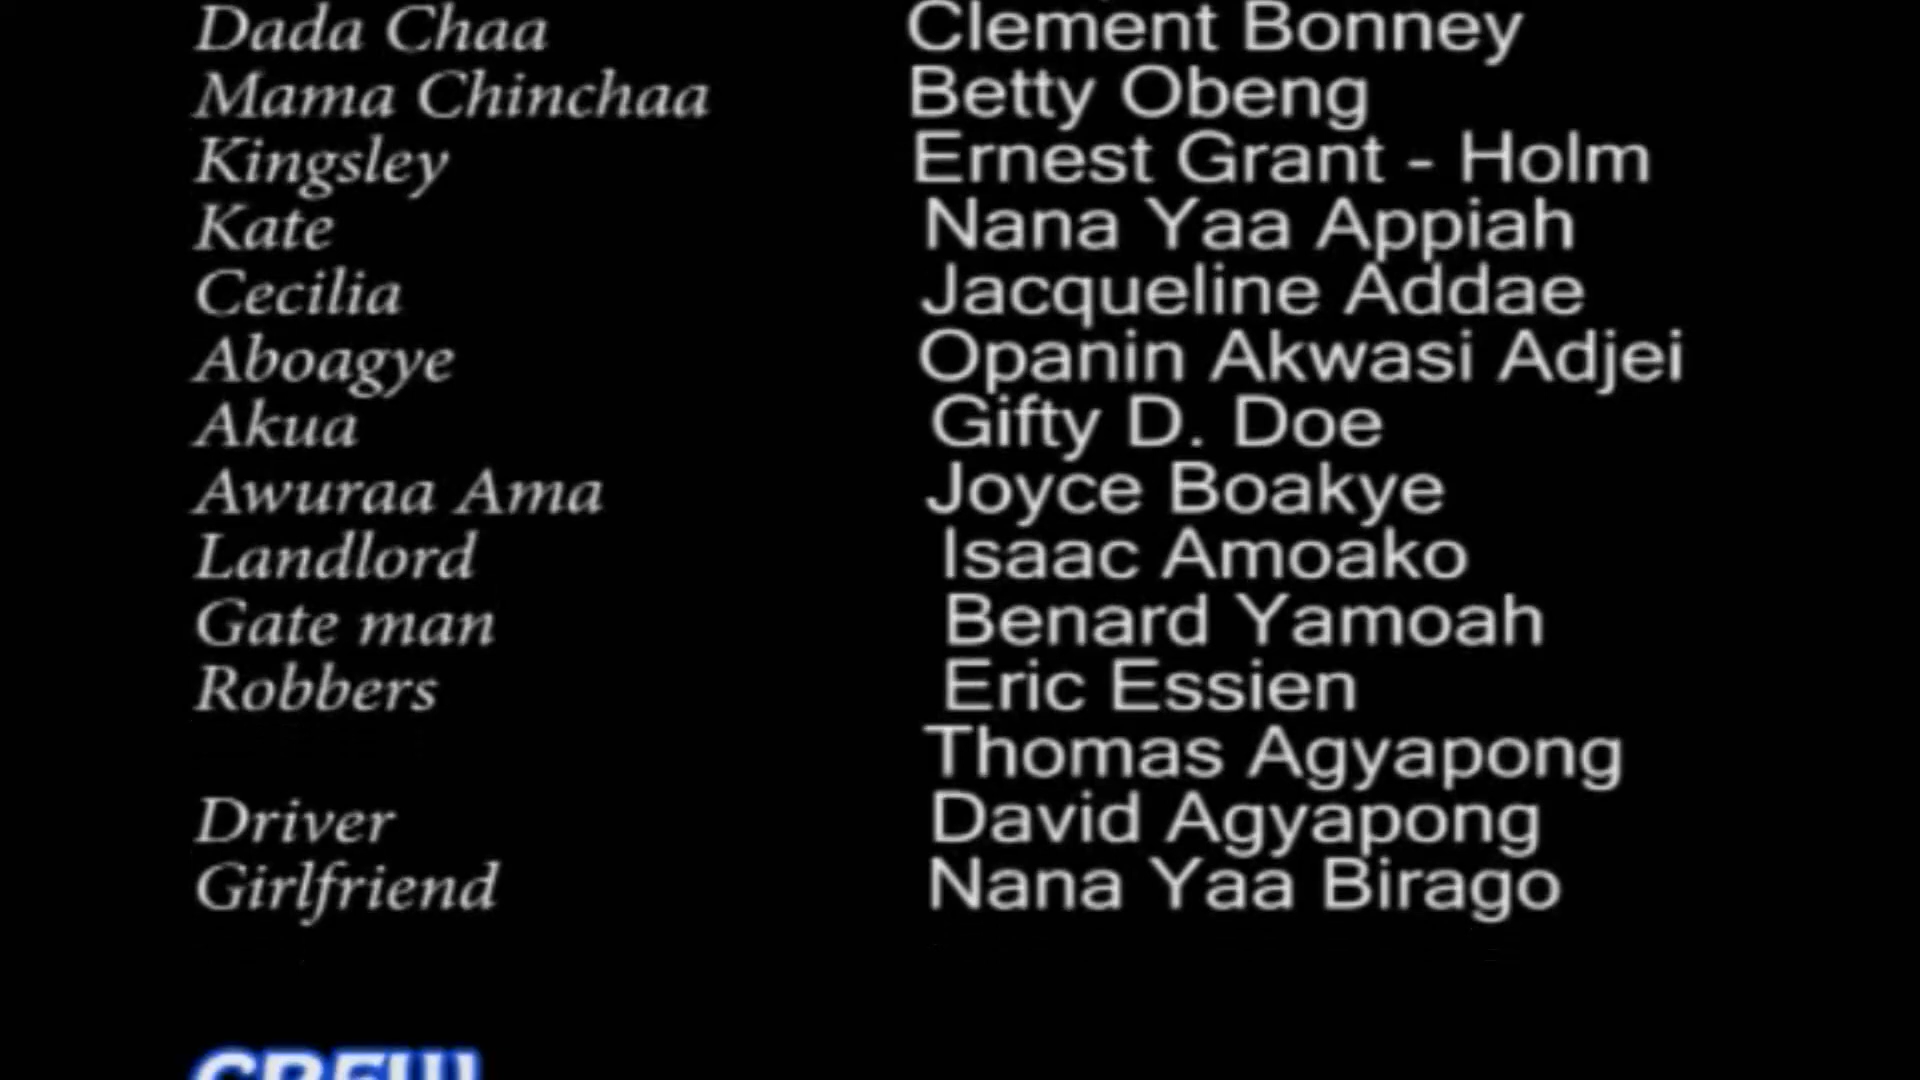 Dada Chaa Clement Bonney
Mama Chinchaa Betty Obeng
Kingsley Ernest Grant - Holm
Kate Nana Yaa Appiah
Cecilia Jacqueline Addae
Aboagye Opanin Akwasi Adjei
Akua Gifty D. Doe
Awuraa Ama Joyce Boakye
Landlord Isaac Amoako
Gate man Benard Yamoah
Robbers Eric Essien
Thomas Agyapong
Driver David Agyapong
Girlfriend Nana Yaa Birago
CREW